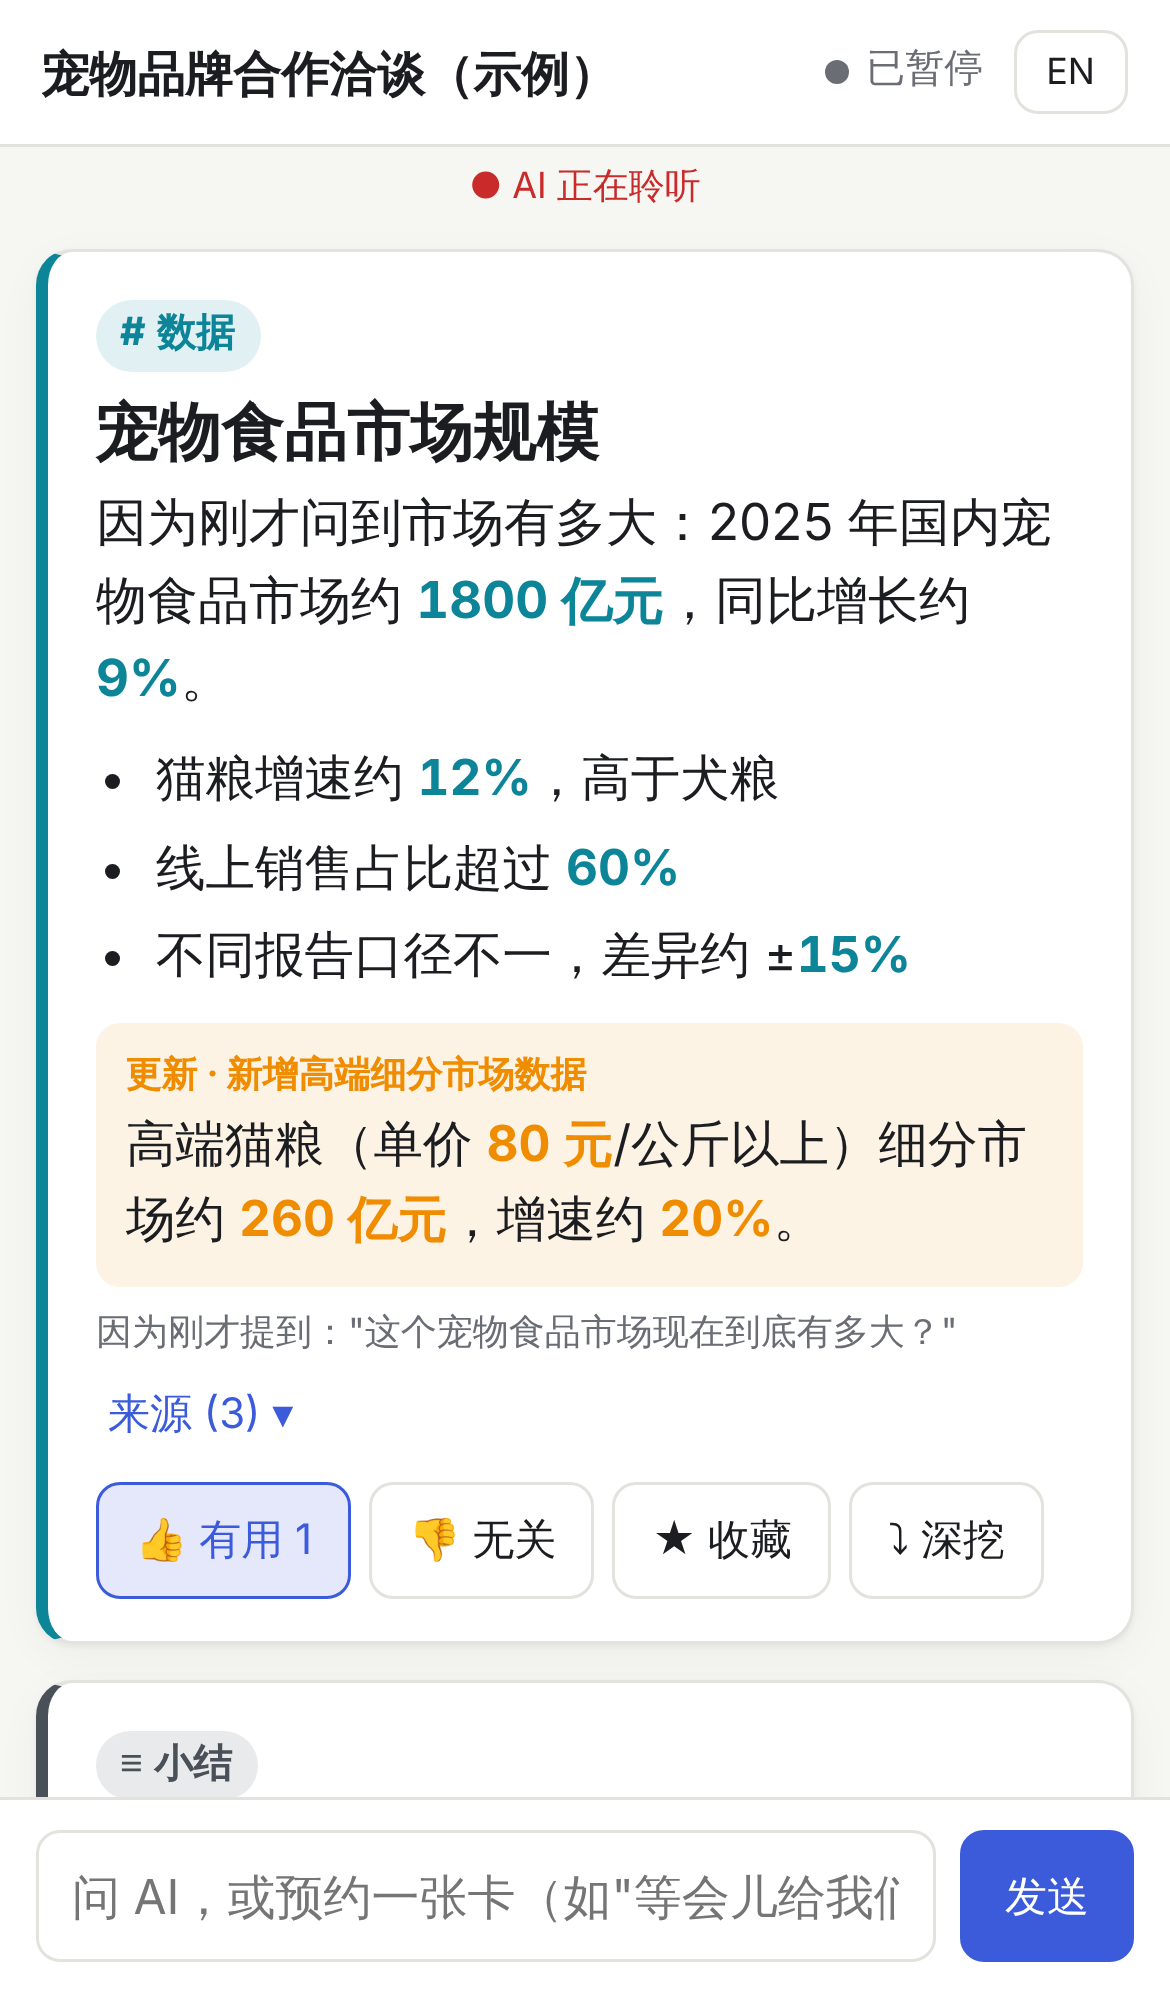 宠物品牌合作洽谈（示例）
已暂停
EN
AI 正在聆听
# 数据
宠物食品市场规模
因为刚才问到市场有多大：2025 年国内宠
物食品市场约 1800 亿元，同比增长约
9%。
• 猫粮增速约 12%，高于犬粮
• 线上销售占比超过 60%
• 不同报告口径不一，差异约 ±15%
更新 · 新增高端细分市场数据
高端猫粮（单价 80 元/公斤以上）细分市
场约 260 亿元，增速约 20%。
因为刚才提到："这个宠物食品市场现在到底有多大？"
来源 (3) ▾
👍 有用 1
👎 无关
★ 收藏
⤵ 深挖
≡ 小结
问 AI，或预约一张卡（如"等会儿给我
发送